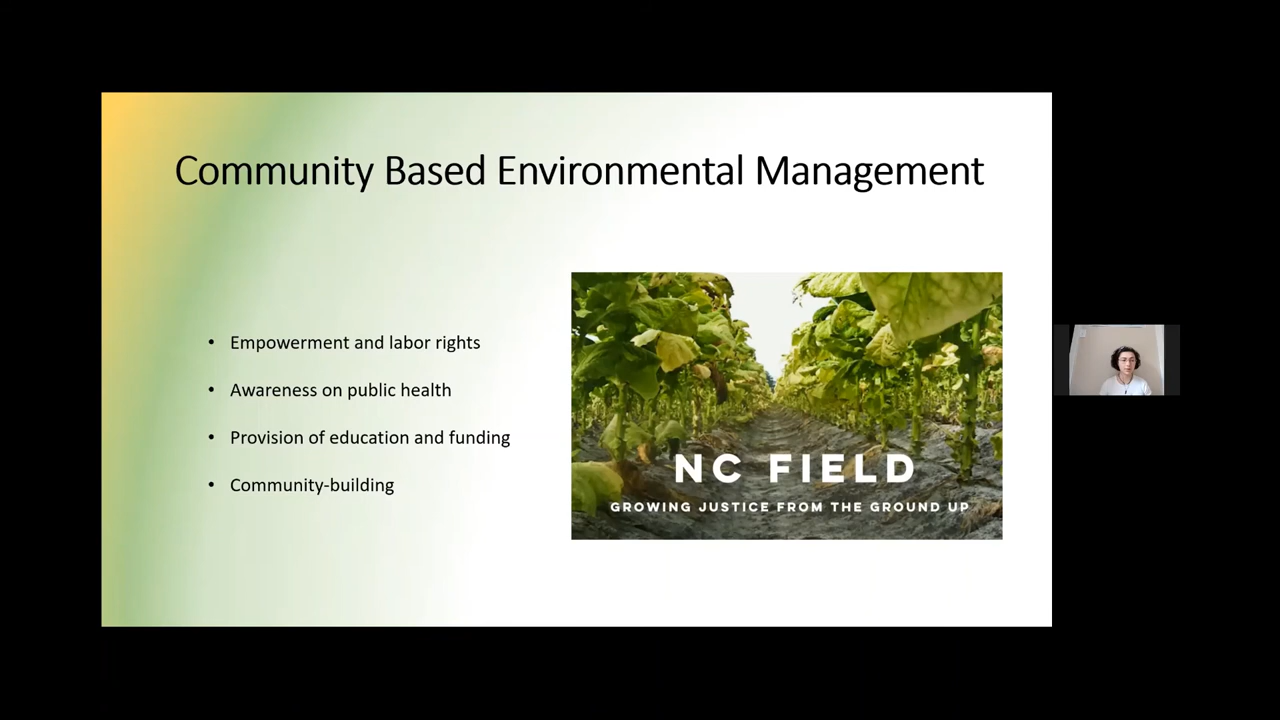 Community Based Environmental Management
• Empowerment and labor rights
• Awareness on public health
• Provision of education and funding
• Community-building
NC FIELD
GROWING JUSTICE FROM THE GROUND UP